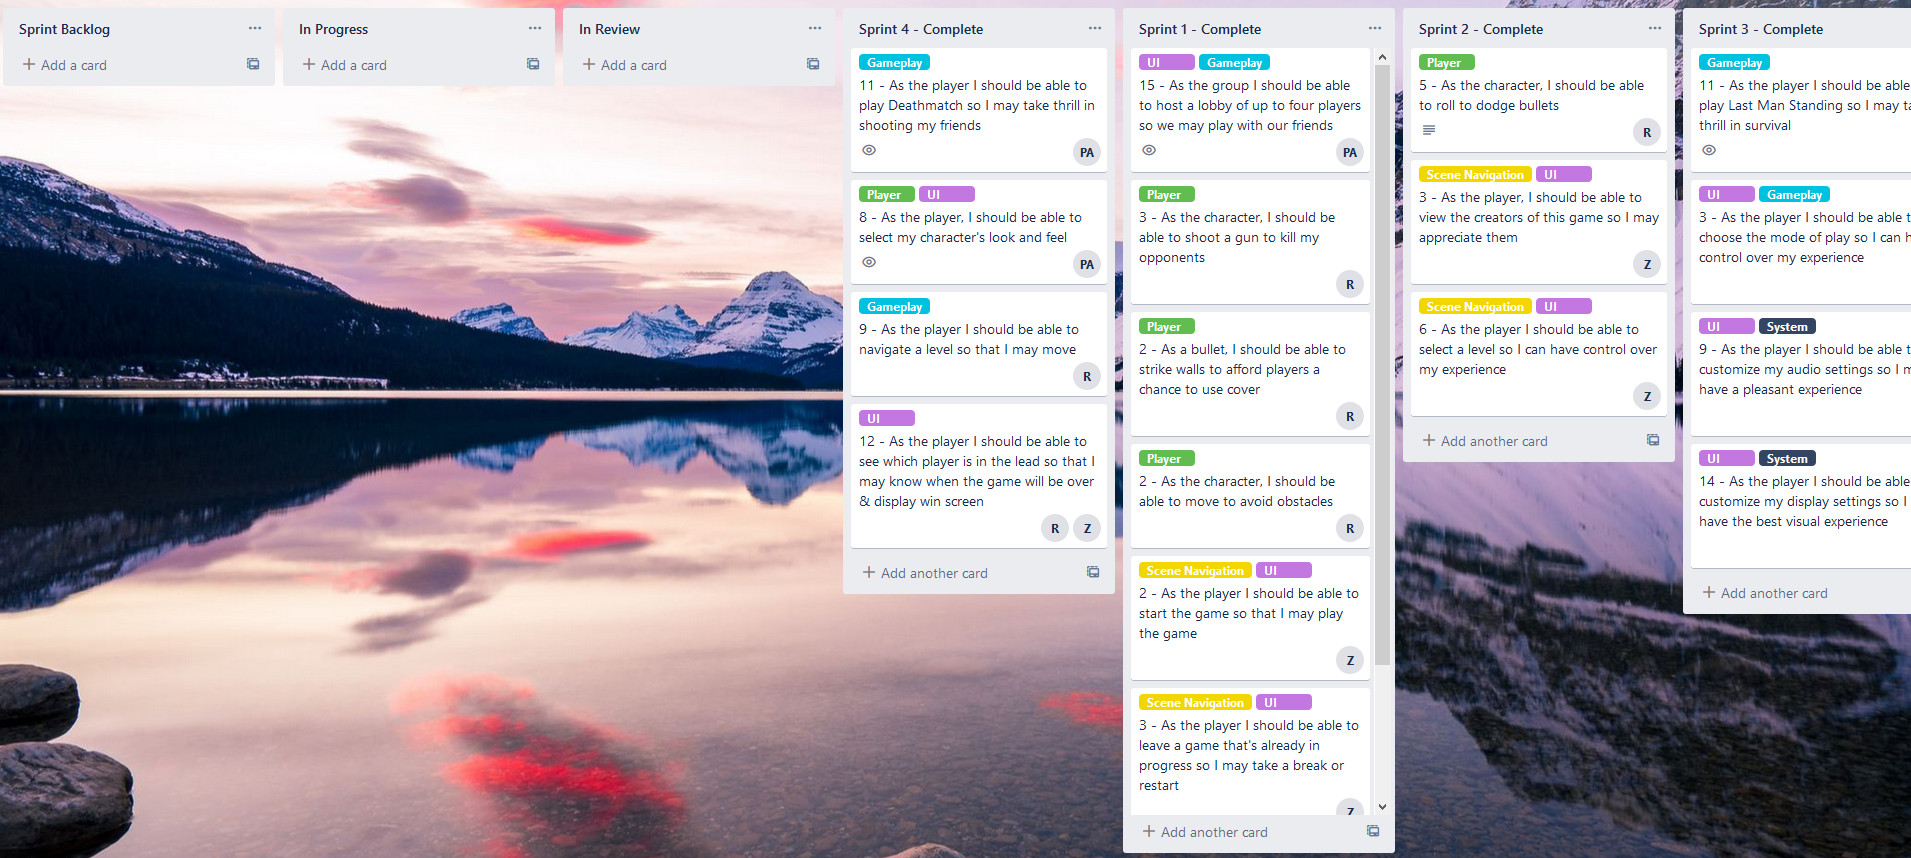 Sprint Backlog
Add a card
In Progress
Add a card
In Review
Add a card
Sprint 4 - Complete
Gameplay
11 - As the player I should be able to
play Deathmatch so I may take thrill in
shooting my friends
PA
Player UI
8 - As the player, I should be able to
select my character's look and feel
PA
Gameplay
9 - As the player I should be able to
navigate a level so that I may move
R
UI
12 - As the player I should be able to
see which player is in the lead so that I
may know when the game will be over
& display win screen
R Z
Add another card
Sprint 1 - Complete
UI Gameplay
15 - As the group I should be able
to host a lobby of up to four players
so we may play with our friends
PA
Player
3 - As the character, I should be
able to shoot a gun to kill my
opponents
R
Player
2 - As a bullet, I should be able to
strike walls to afford players a
chance to use cover
R
Player
2 - As the character, I should be
able to move to avoid obstacles
R
Scene Navigation UI
2 - As the player I should be able to
start the game so that I may play
the game
Z
Scene Navigation UI
3 - As the player I should be able to
leave a game that's already in
progress so I may take a break or
restart
Z
Add another card
Sprint 2 - Complete
Player
5 - As the character, I should be able
to roll to dodge bullets
R
Scene Navigation UI
3 - As the player, I should be able to
view the creators of this game so I may
appreciate them
Z
Scene Navigation UI
6 - As the player I should be able to
select a level so I can have control over
my experience
Z
Add another card
Sprint 3 - Complete
Gameplay
11 - As the player I should be able
play Last Man Standing so I may
thrill in survival
UI Gameplay
3 - As the player I should be able
choose the mode of play so I can
control over my experience
UI System
9 - As the player I should be able
customize my audio settings so I
have a pleasant experience
UI System
14 - As the player I should be able
customize my display settings so I
have the best visual experience
Add another card